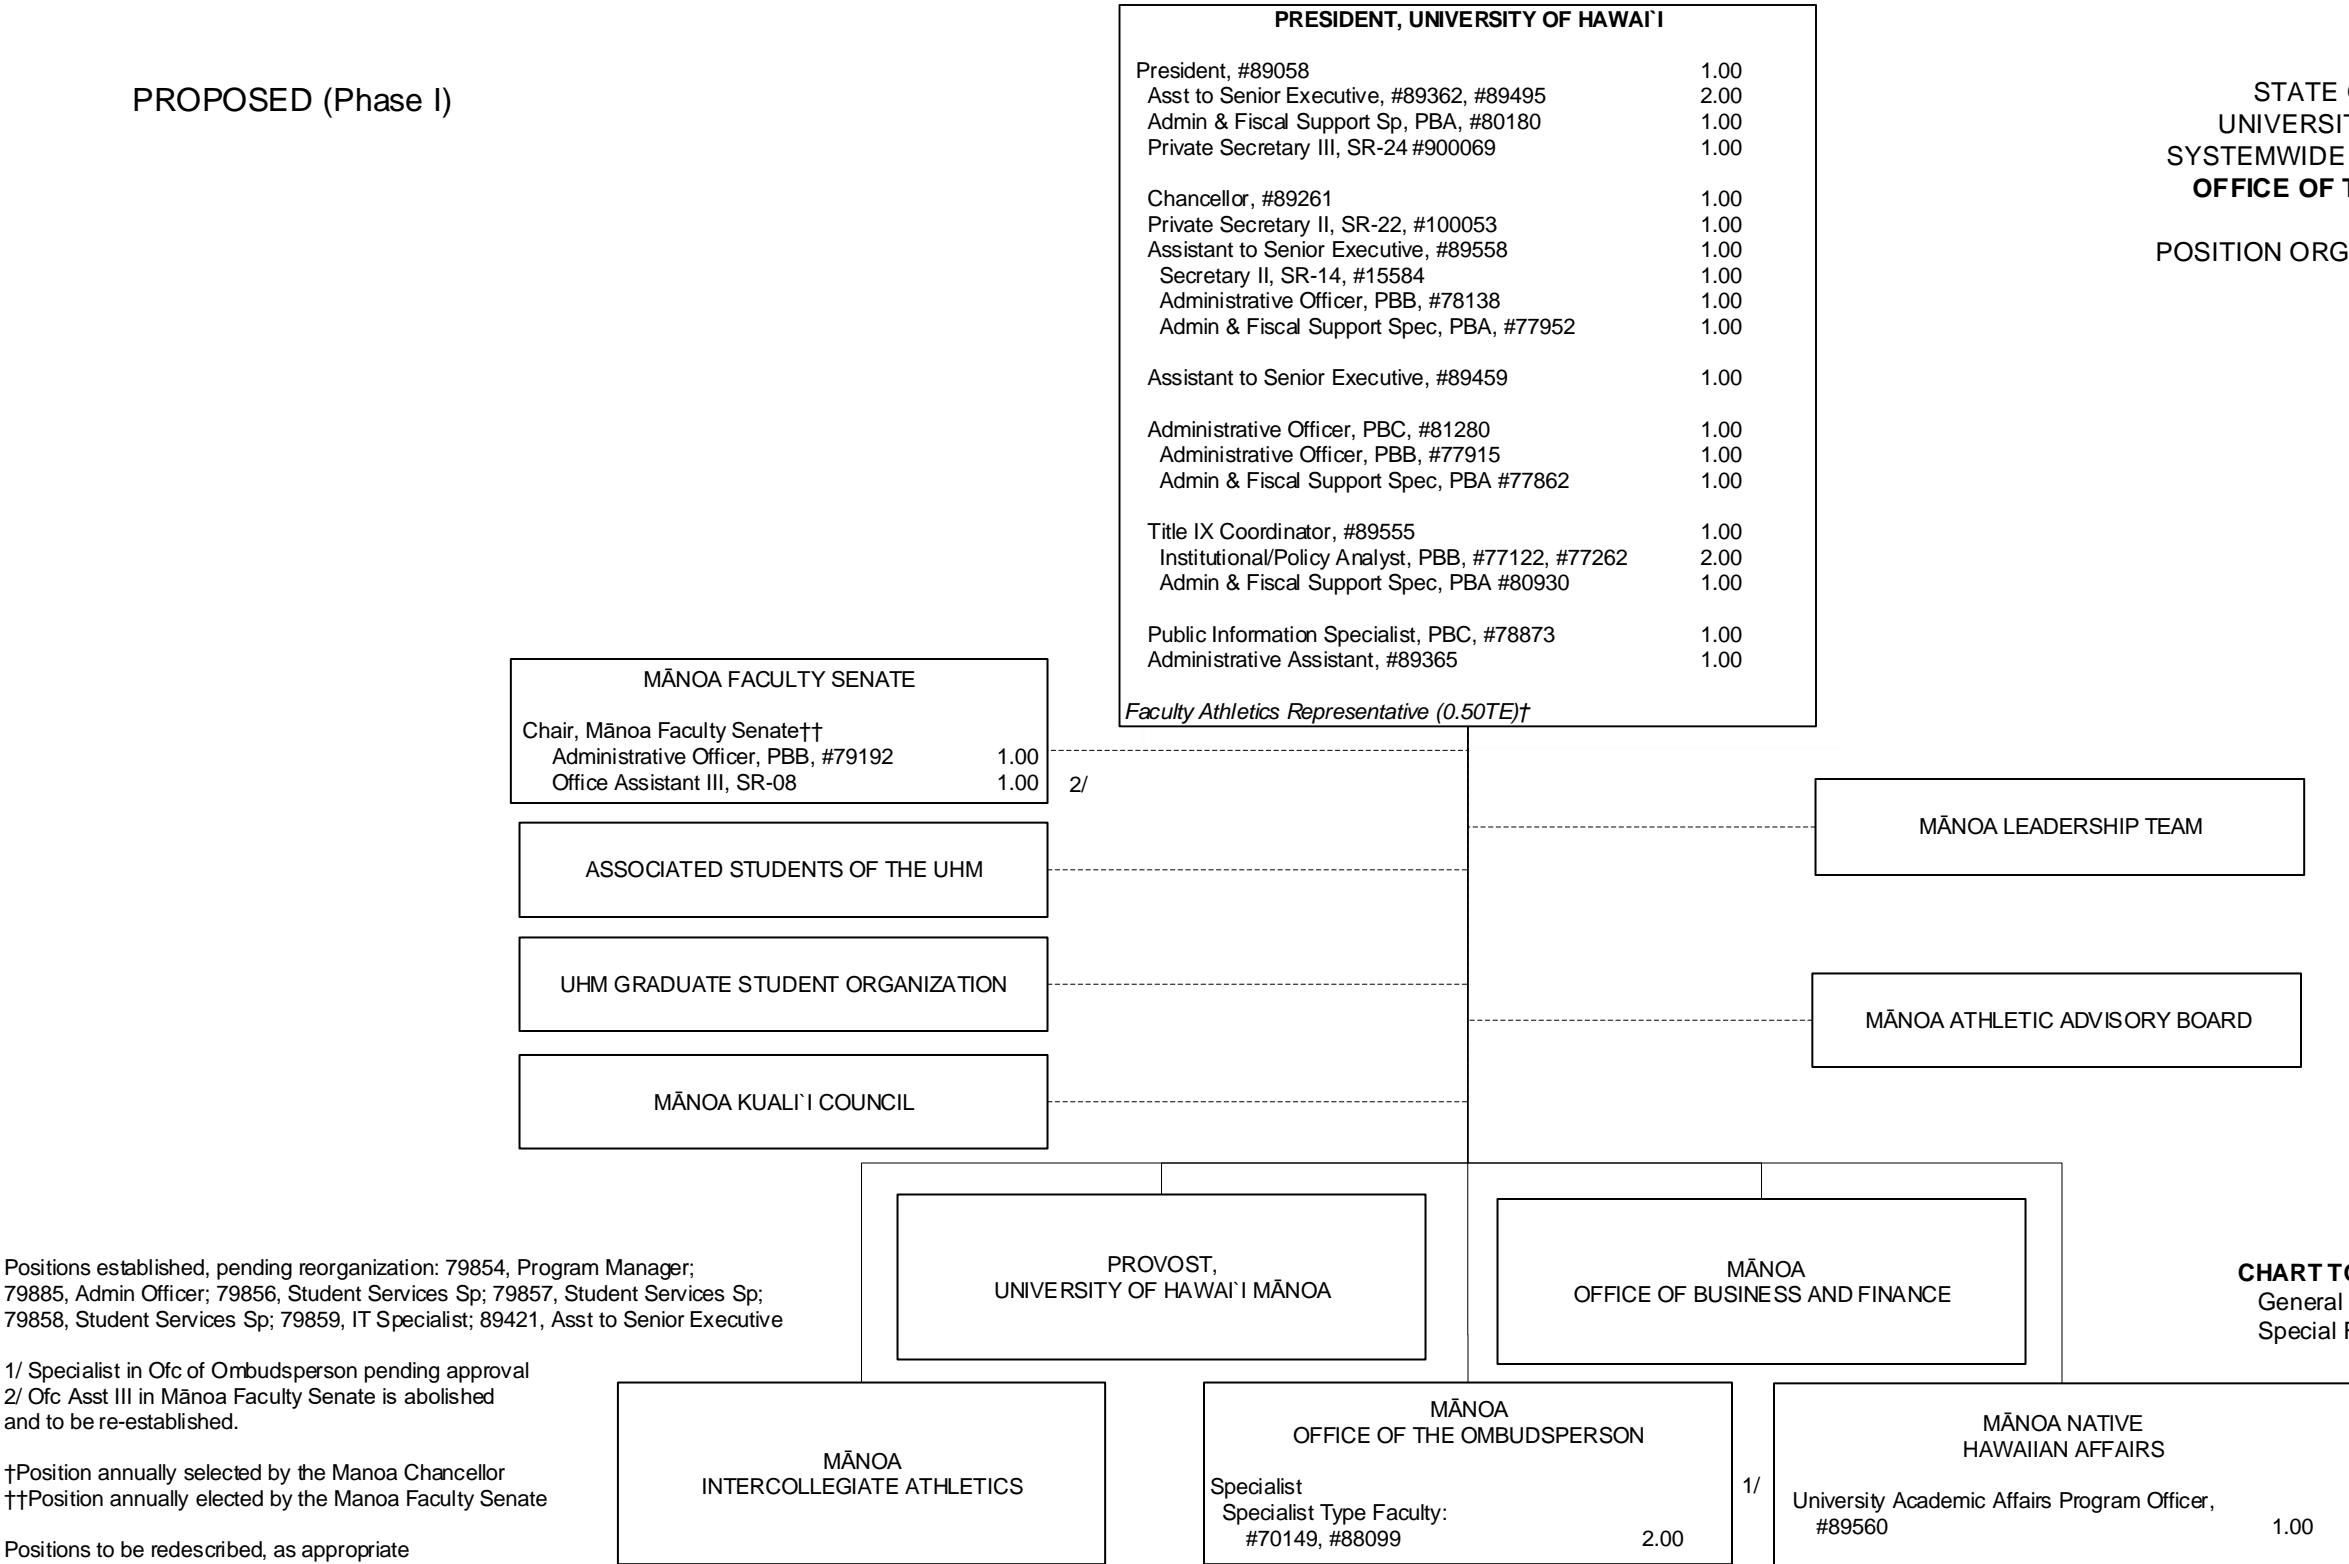 PROPOSED (Phase I)
PRESIDENT, UNIVERSITY OF HAWAI`I
President, #89058 1.00
Asst to Senior Executive, #89362, #89495 2.00
Admin & Fiscal Support Sp, PBA, #80180 1.00
Private Secretary III, SR-24 #900069 1.00
Chancellor, #89261 1.00
Private Secretary II, SR-22, #100053 1.00
Assistant to Senior Executive, #89558 1.00
Secretary II, SR-14, #15584 1.00
Administrative Officer, PBB, #78138 1.00
Admin & Fiscal Support Spec, PBA, #77952 1.00
Assistant to Senior Executive, #89459 1.00
Administrative Officer, PBC, #81280 1.00
Administrative Officer, PBB, #77915 1.00
Admin & Fiscal Support Spec, PBA #77862 1.00
Title IX Coordinator, #89555 1.00
Institutional/Policy Analyst, PBB, #77122, #77262 2.00
Admin & Fiscal Support Spec, PBA #80930 1.00
Public Information Specialist, PBC, #78873 1.00
Administrative Assistant, #89365 1.00
Faculty Athletics Representative (0.50TE)†
STATE
UNIVERSIT
SYSTEMWIDE
OFFICE OF T
POSITION ORG
MĀNOA FACULTY SENATE
Chair, Mānoa Faculty Senate††
Administrative Officer, PBB, #79192 1.00
Office Assistant III, SR-08 1.00 2/
MĀNOA LEADERSHIP TEAM
ASSOCIATED STUDENTS OF THE UHM
UHM GRADUATE STUDENT ORGANIZATION
MĀNOA ATHLETIC ADVISORY BOARD
MĀNOA KUALI`I COUNCIL
PROVOST,
UNIVERSITY OF HAWAI`I MĀNOA
MĀNOA
OFFICE OF BUSINESS AND FINANCE
CHART TO
General
Special F
Positions established, pending reorganization: 79854, Program Manager;
79885, Admin Officer; 79856, Student Services Sp; 79857, Student Services Sp;
79858, Student Services Sp; 79859, IT Specialist; 89421, Asst to Senior Executive
1/ Specialist in Ofc of Ombudsperson pending approval
2/ Ofc Asst III in Mānoa Faculty Senate is abolished
and to be re-established.
†Position annually selected by the Manoa Chancellor
††Position annually elected by the Manoa Faculty Senate
Positions to be redescribed, as appropriate
MĀNOA
INTERCOLLEGIATE ATHLETICS
MĀNOA
OFFICE OF THE OMBUDSPERSON
Specialist 1/
Specialist Type Faculty:
#70149, #88099 2.00
MĀNOA NATIVE
HAWAIIAN AFFAIRS
University Academic Affairs Program Officer,
#89560 1.00